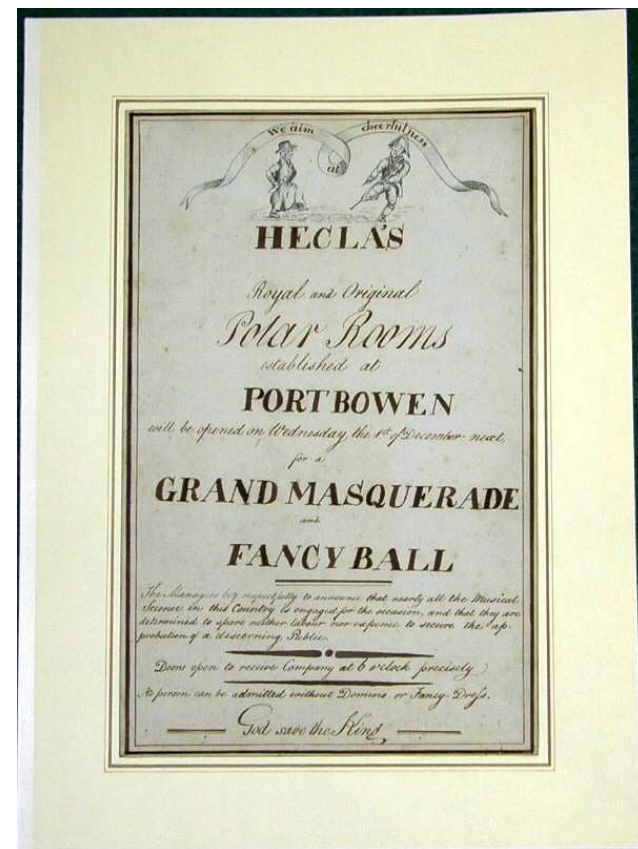 We aim at cheerfulness
HECLA'S
Royal and Original
Polar Rooms
established at
PORT BOWEN
will be opened on Wednesday, the 1st of December next,
for a
GRAND MASQUERADE
and
FANCY BALL
The Managers beg respectfully to announce that nearly all the Musical
Science in this Country is engaged for the occasion, and that they are
determined to spare neither labour nor expence to secure the ap-
probation of a descerning Public.
Doors open to receive Company at 6 o'clock precisely
No person can be admitted without Domino or Fancy-Dress.
God save the King,